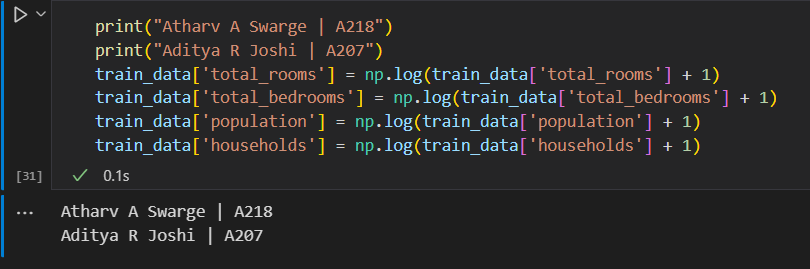 print("Atharv A Swarge | A218")
print("Aditya R Joshi | A207")
train_data['total_rooms'] = np.log(train_data['total_rooms'] + 1)
train_data['total_bedrooms'] = np.log(train_data['total_bedrooms'] + 1)
train_data['population'] = np.log(train_data['population'] + 1)
train_data['households'] = np.log(train_data['households'] + 1)
[31] ✓ 0.1s
... Atharv A Swarge | A218
Aditya R Joshi | A207